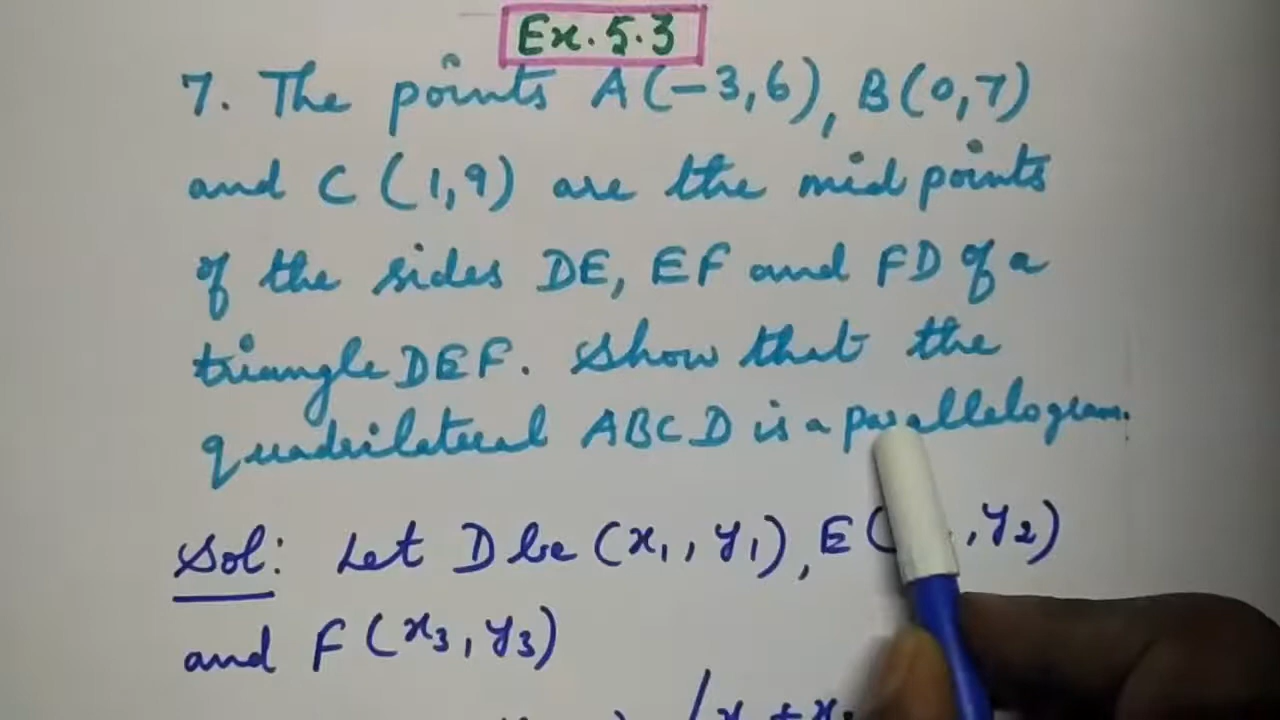 Ex. 5.3
7. The points A(-3,6), B(0,7)
and C (1,9) are the mid points
of the sides DE, EF and FD of a
triangle DEF. Show that the
quadrilateral ABCD is a parallelogram.
Sol: Let D be (x₁, y₁), E( , y₂)
and F(x₃, y₃)